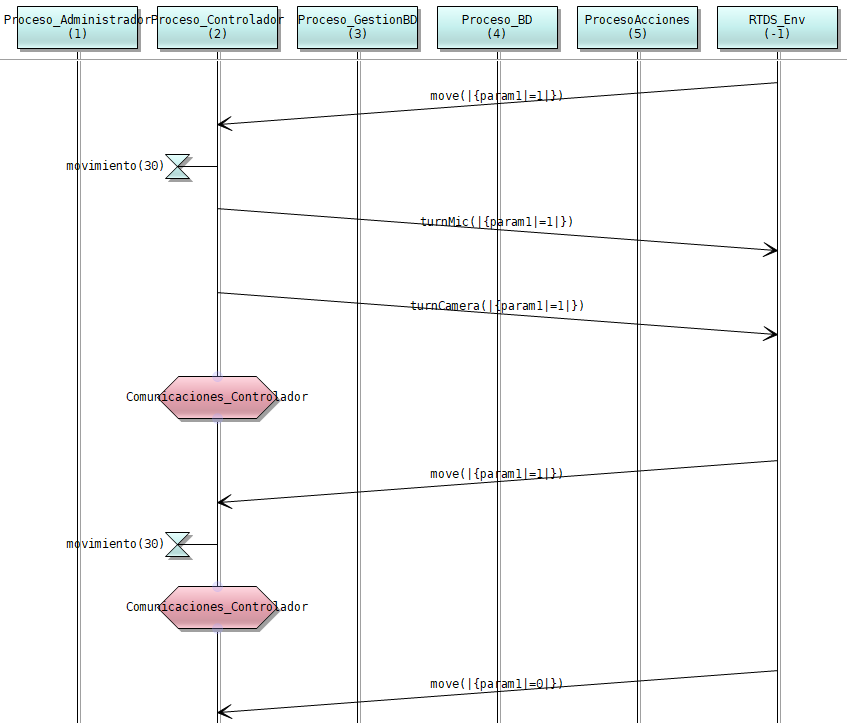 Proceso_Administrador
(1)
Proceso_Controlador
(2)
Proceso_GestionBD
(3)
Proceso_BD
(4)
ProcesoAcciones
(5)
RTDS_Env
(-1)
move(|{param1|=1|})
movimiento(30)
turnMic(|{param1|=1|})
turnCamera(|{param1|=1|})
Comunicaciones_Controlador
move(|{param1|=1|})
movimiento(30)
Comunicaciones_Controlador
move(|{param1|=0|})